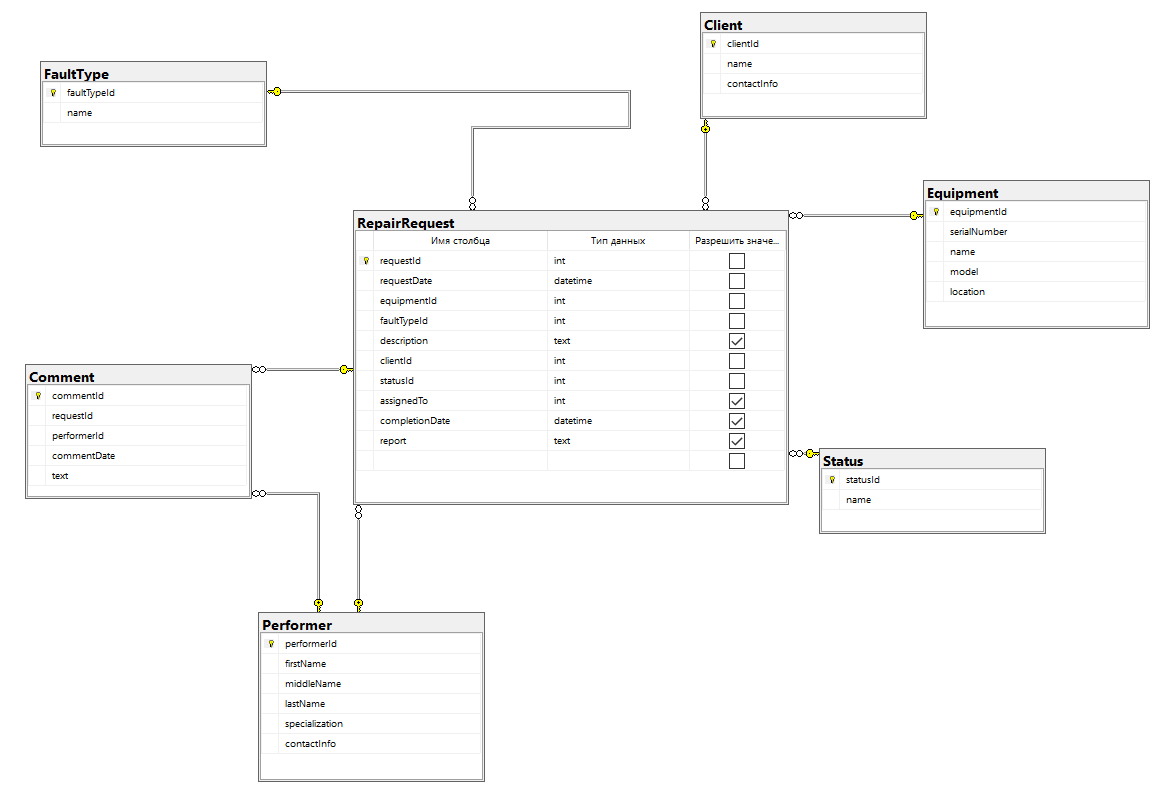 Client
clientId
name
contactInfo
FaultType
faultTypeId
name
Equipment
equipmentId
serialNumber
name
model
location
RepairRequest
Имя столбца Тип данных Разрешить значе...
requestId int
requestDate datetime
equipmentId int
faultTypeId int
description text
clientId int
statusId int
assignedTo int
completionDate datetime
report text
Comment
commentId
requestId
performerId
commentDate
text
Status
statusId
name
Performer
performerId
firstName
middleName
lastName
specialization
contactInfo